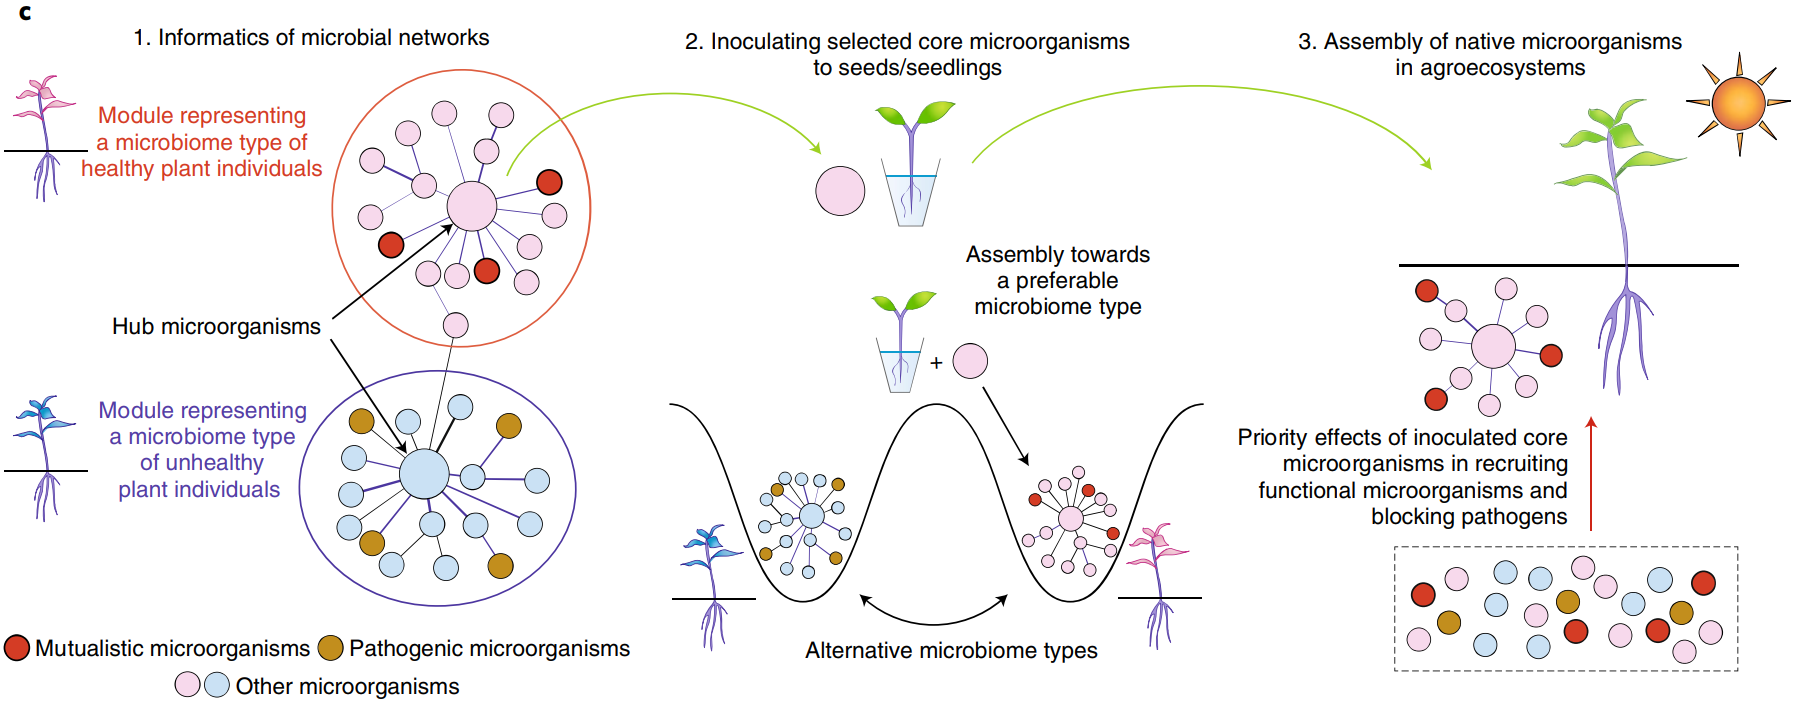 c
1. Informatics of microbial networks
Module representing
a microbiome type of
healthy plant individuals
Hub microorganisms
Module representing
a microbiome type
of unhealthy
plant individuals
Mutualistic microorganisms
Pathogenic microorganisms
Other microorganisms
2. Inoculating selected core microorganisms
to seeds/seedlings
Assembly towards
a preferable
microbiome type
+
Alternative microbiome types
3. Assembly of native microorganisms
in agroecosystems
Priority effects of inoculated core
microorganisms in recruiting
functional microorganisms and
blocking pathogens